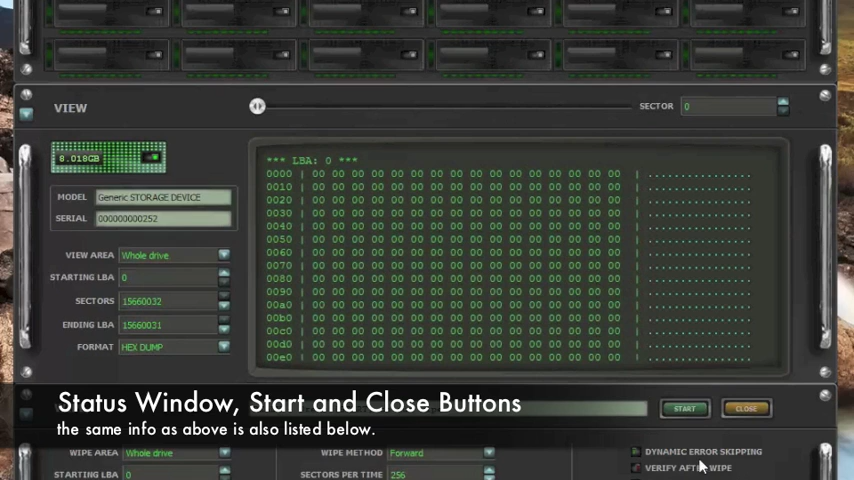 VIEW
SECTOR 0
8.018GB
*** LBA: 0 ***
0000 | 00 00 00 00 00 00 00 00 00 00 00 00 00 00 00 00 | ................
0010 | 00 00 00 00 00 00 00 00 00 00 00 00 00 00 00 00 | ................
0020 | 00 00 00 00 00 00 00 00 00 00 00 00 00 00 00 00 | ................
0030 | 00 00 00 00 00 00 00 00 00 00 00 00 00 00 00 00 | ................
0040 | 00 00 00 00 00 00 00 00 00 00 00 00 00 00 00 00 | ................
0050 | 00 00 00 00 00 00 00 00 00 00 00 00 00 00 00 00 | ................
0060 | 00 00 00 00 00 00 00 00 00 00 00 00 00 00 00 00 | ................
0070 | 00 00 00 00 00 00 00 00 00 00 00 00 00 00 00 00 | ................
0080 | 00 00 00 00 00 00 00 00 00 00 00 00 00 00 00 00 | ................
0090 | 00 00 00 00 00 00 00 00 00 00 00 00 00 00 00 00 | ................
00a0 | 00 00 00 00 00 00 00 00 00 00 00 00 00 00 00 00 | ................
00b0 | 00 00 00 00 00 00 00 00 00 00 00 00 00 00 00 00 | ................
00c0 | 00 00 00 00 00 00 00 00 00 00 00 00 00 00 00 00 | ................
00d0 | 00 00 00 00 00 00 00 00 00 00 00 00 00 00 00 00 | ................
00e0 | 00 00 00 00 00 00 00 00 00 00 00 00 00 00 00 00 | ................
MODEL Generic STORAGE DEVICE
SERIAL 000000000252
VIEW AREA Whole drive
STARTING LBA 0
SECTORS 15660032
ENDING LBA 15660031
FORMAT HEX DUMP
Status Window, Start and Close Buttons
START CLOSE
the same info as above is also listed below.
WIPE AREA Whole drive
WIPE METHOD Forward
DYNAMIC ERROR SKIPPING
STARTING LBA 0
SECTORS PER TIME 256
VERIFY AFTER WIPE